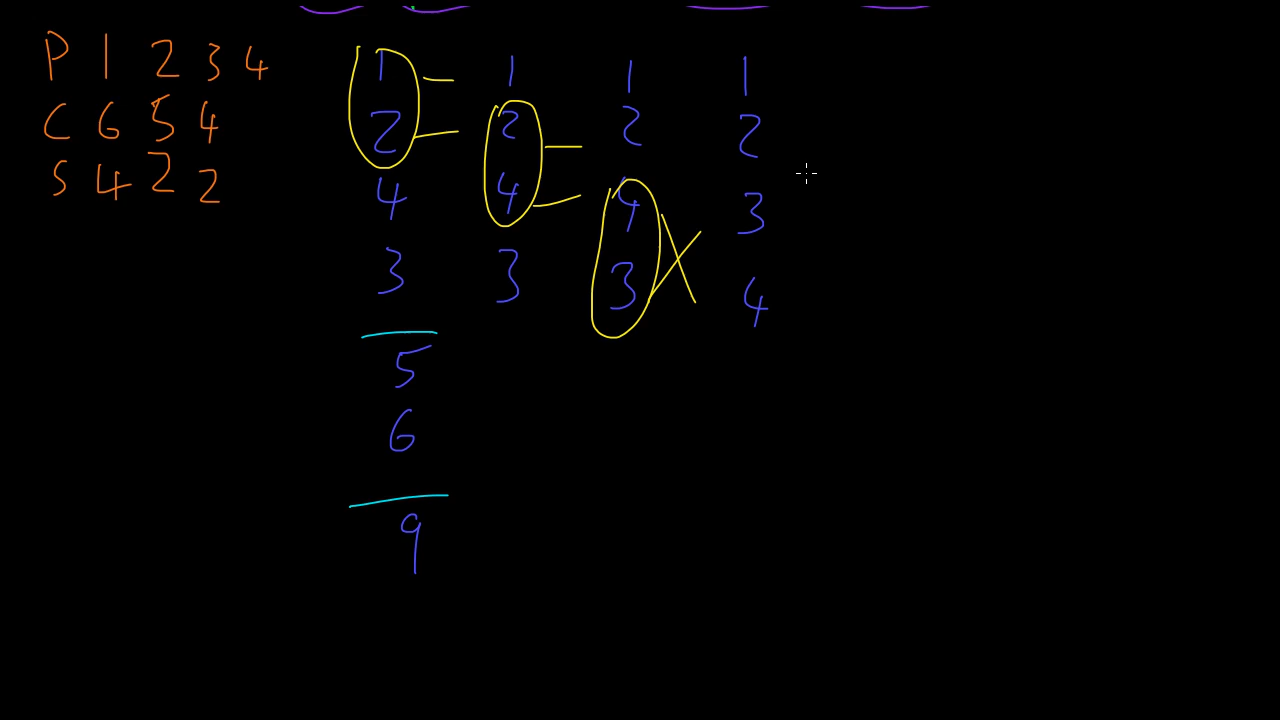 P 1 2 3 4
C 6 5 4
S 4 2 2
1 1 1 1
2 2 2 2
4 4 4 3
3 3 3 4
5
6
9